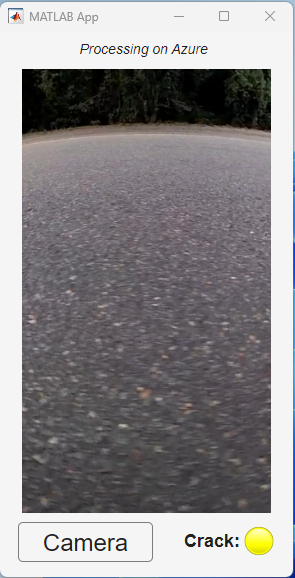 MATLAB App
Processing on Azure
Camera
Crack: